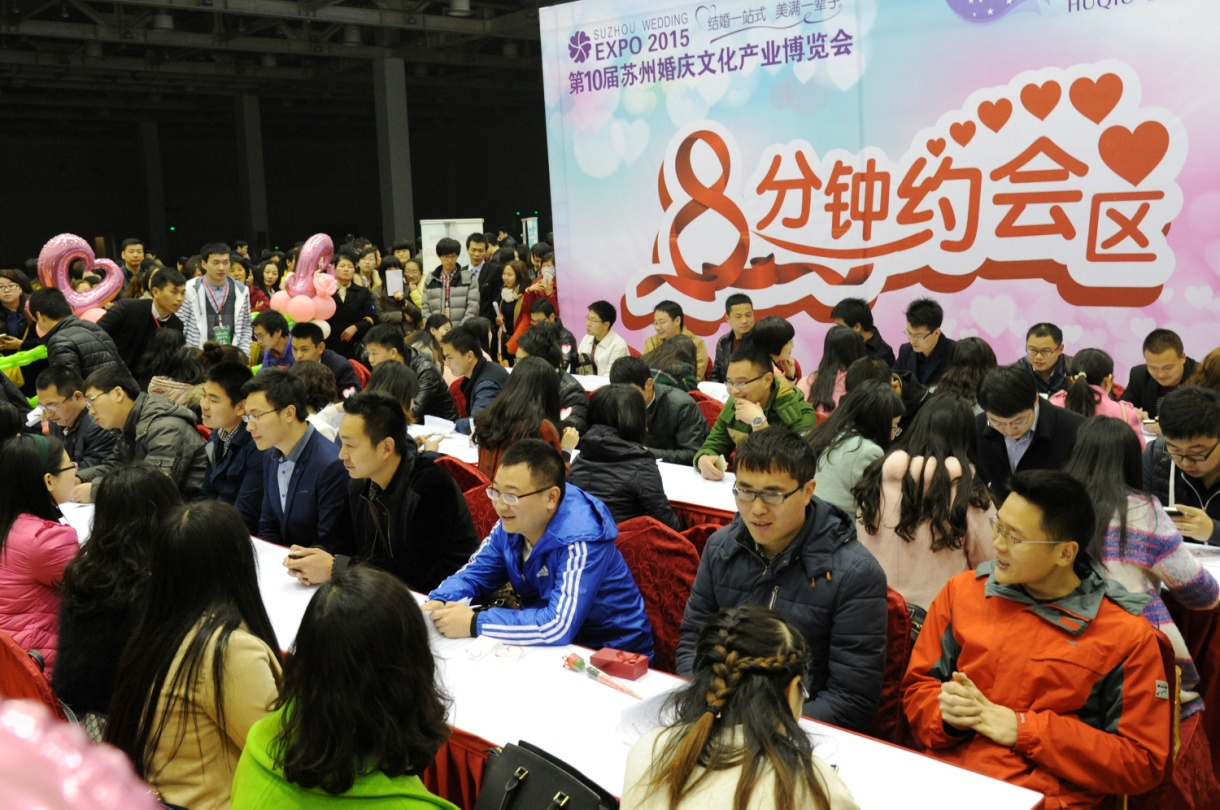 SUZHOU WEDDING
EXPO 2015
结婚一站式 美满一辈子
第10届苏州婚庆文化产业博览会
HUQIU
8分钟约会区